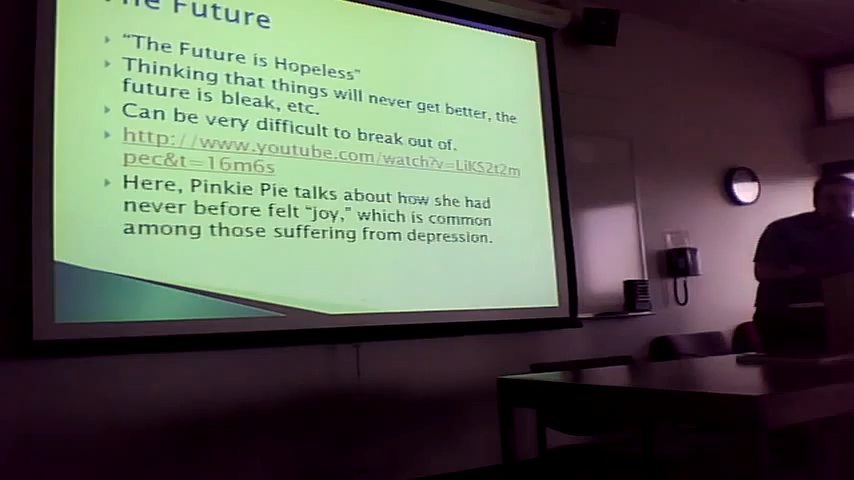 The Future
"The Future is Hopeless"
Thinking that things will never get better, the
future is bleak, etc.
Can be very difficult to break out of.
http://www.youtube.com/watch?v=LiKS2t2m
pec&t=16m6s
Here, Pinkie Pie talks about how she had
never before felt "joy," which is common
among those suffering from depression.